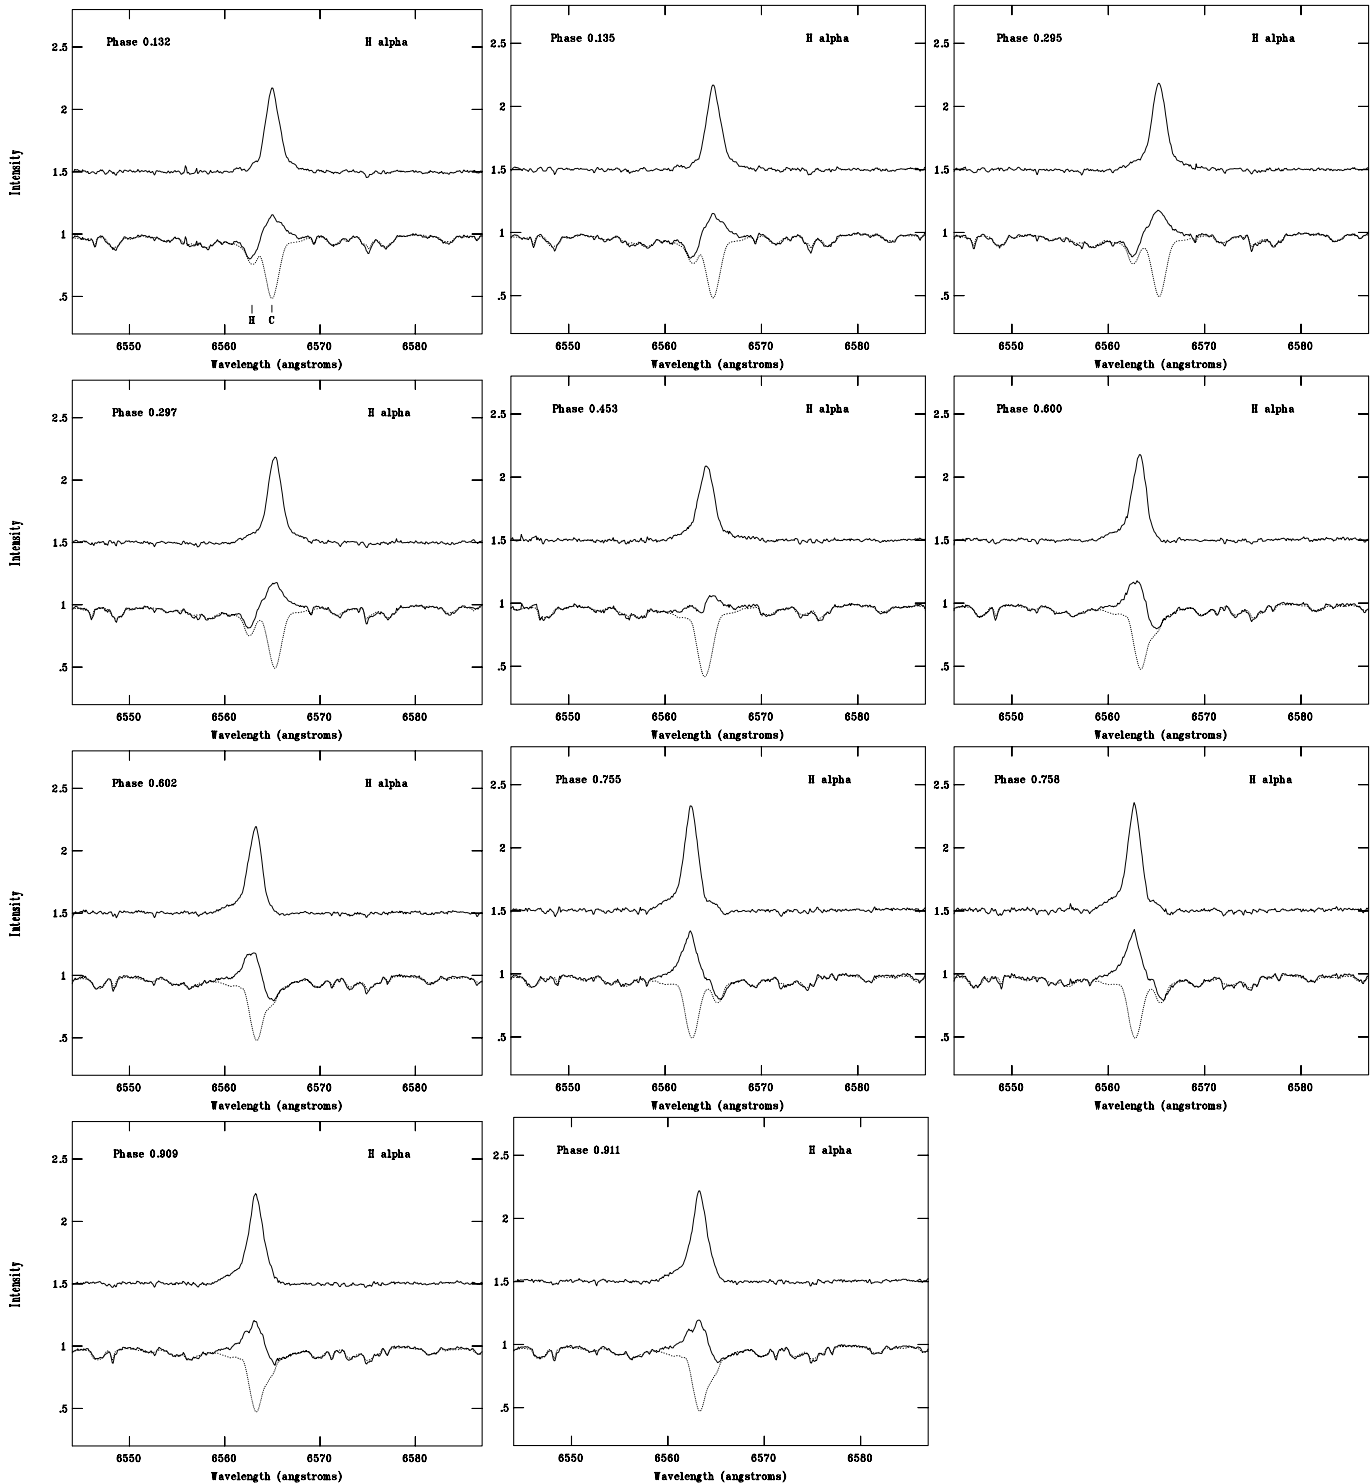 Phase 0.132 H alpha
2.5
2
1.5
1
.5
H C
6550 6560 6570 6580
Wavelength (angstroms)
Intensity
Phase 0.135 H alpha
2.5
2
1.5
1
.5
6550 6560 6570 6580
Wavelength (angstroms)
Phase 0.295 H alpha
2.5
2
1.5
1
.5
6550 6560 6570 6580
Wavelength (angstroms)
Phase 0.297 H alpha
2.5
2
1.5
1
.5
6550 6560 6570 6580
Wavelength (angstroms)
Intensity
Phase 0.453 H alpha
2.5
2
1.5
1
.5
6550 6560 6570 6580
Wavelength (angstroms)
Phase 0.600 H alpha
2.5
2
1.5
1
.5
6550 6560 6570 6580
Wavelength (angstroms)
Phase 0.602 H alpha
2.5
2
1.5
1
.5
6550 6560 6570 6580
Wavelength (angstroms)
Intensity
Phase 0.755 H alpha
2.5
2
1.5
1
.5
6550 6560 6570 6580
Wavelength (angstroms)
Phase 0.758 H alpha
2.5
2
1.5
1
.5
6550 6560 6570 6580
Wavelength (angstroms)
Phase 0.909 H alpha
2.5
2
1.5
1
.5
6550 6560 6570 6580
Wavelength (angstroms)
Intensity
Phase 0.911 H alpha
2.5
2
1.5
1
.5
6550 6560 6570 6580
Wavelength (angstroms)